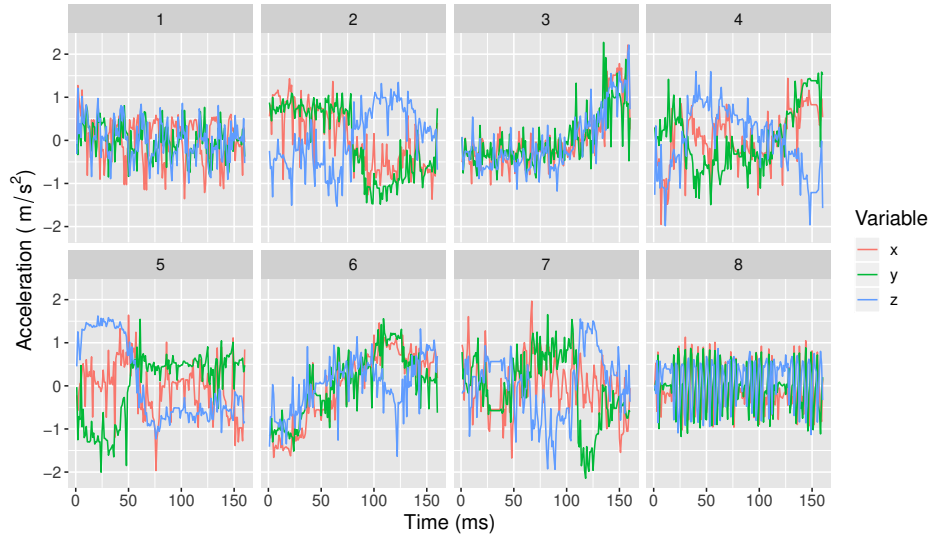 1 2 3 4
2
1
0
−1
−2
Acceleration ( m/s²)
5 6 7 8
2
1
0
−1
−2
0 50 100 150 0 50 100 150 0 50 100 150 0 50 100 150
Time (ms)
Variable
x
y
z